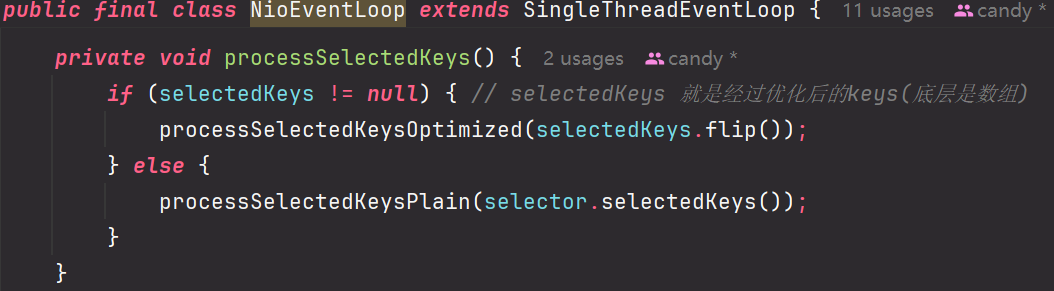 public final class NioEventLoop extends SingleThreadEventLoop { 11 usages candy *
private void processSelectedKeys() { 2 usages candy *
if (selectedKeys != null) { // selectedKeys 就是经过优化后的keys(底层是数组)
processSelectedKeysOptimized(selectedKeys.flip());
} else {
processSelectedKeysPlain(selector.selectedKeys());
}
}